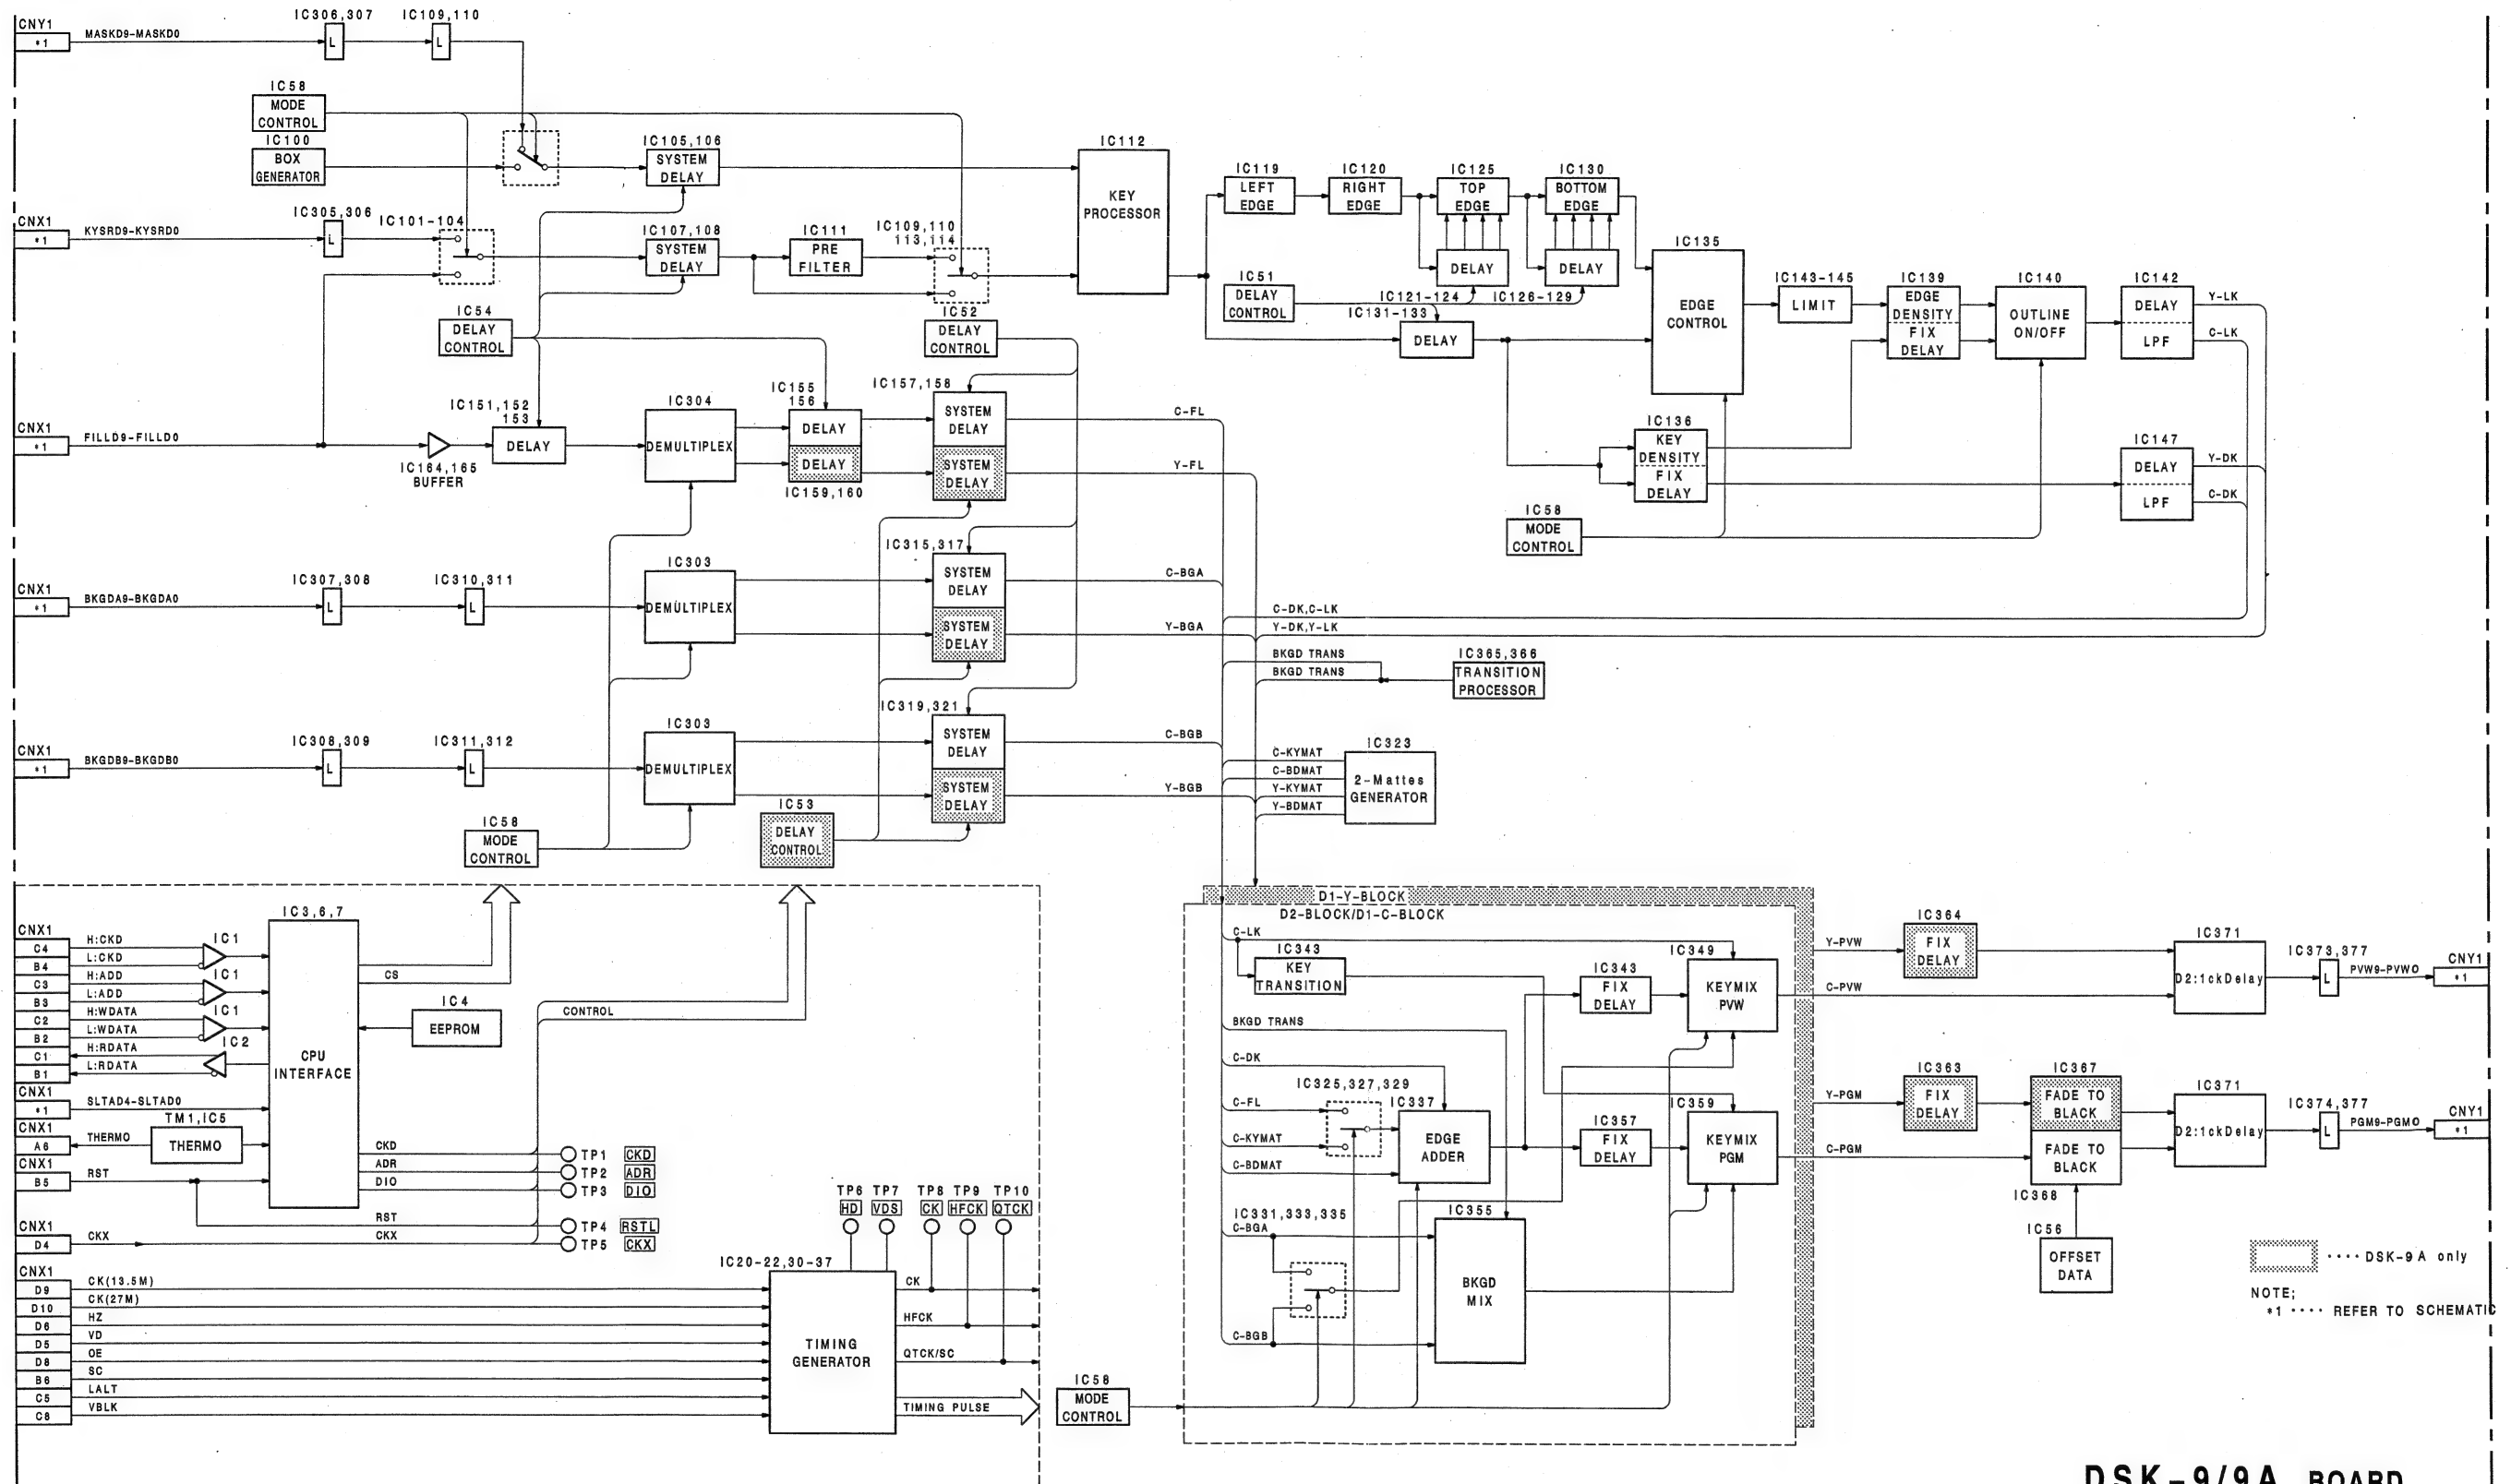 CNY1
*1
MASKD9-MASKD0
IC306,307
L
IC109,110
L
IC58
MODE
CONTROL
IC100
BOX
GENERATOR
IC105,106
SYSTEM
DELAY
CNX1
*1
KYSRD9-KYSRD0
IC305,306
L
IC101-104
IC107,108
SYSTEM
DELAY
IC111
PRE
FILTER
IC109,110
113,114
IC112
KEY
PROCESSOR
IC119
LEFT
EDGE
IC120
RIGHT
EDGE
IC125
TOP
EDGE
IC130
BOTTOM
EDGE
DELAY
DELAY
IC121-124
IC126-129
IC51
DELAY
CONTROL
IC131-133
DELAY
IC135
EDGE
CONTROL
IC143-145
LIMIT
IC139
EDGE
DENSITY
FIX
DELAY
IC140
OUTLINE
ON/OFF
IC142
DELAY
LPF
Y-LK
C-LK
IC136
KEY
DENSITY
FIX
DELAY
IC147
DELAY
LPF
Y-DK
C-DK
IC58
MODE
CONTROL
IC54
DELAY
CONTROL
IC52
DELAY
CONTROL
CNX1
*1
FILLD9-FILLD0
IC164,165
BUFFER
IC151,152
153
DELAY
IC304
DEMULTIPLEX
IC155
156
DELAY
DELAY
IC159,160
IC157,158
SYSTEM
DELAY
SYSTEM
DELAY
C-FL
Y-FL
CNX1
*1
BKGDA9-BKGDA0
IC307,308
L
IC310,311
L
IC303
DEMULTIPLEX
IC315,317
SYSTEM
DELAY
SYSTEM
DELAY
C-BGA
Y-BGA
C-DK,C-LK
Y-DK,Y-LK
BKGD TRANS
BKGD TRANS
IC365,366
TRANSITION
PROCESSOR
CNX1
*1
BKGDB9-BKGDB0
IC308,309
L
IC311,312
L
IC303
DEMULTIPLEX
IC319,321
SYSTEM
DELAY
SYSTEM
DELAY
C-BGB
Y-BGB
C-KYMAT
C-BDMAT
Y-KYMAT
Y-BDMAT
IC323
2-Mattes
GENERATOR
IC58
MODE
CONTROL
IC53
DELAY
CONTROL
CNX1
C4
B4
C3
B3
C2
B2
C1
B1
H:CKD
L:CKD
H:ADD
L:ADD
H:WDATA
L:WDATA
H:RDATA
L:RDATA
IC1
IC1
IC1
IC2
IC3,6,7
CPU
INTERFACE
CS
IC4
EEPROM
CONTROL
CNX1
*1
SLTAD4-SLTAD0
CNX1
A6
THERMO
TM1,IC5
THERMO
CNX1
B5
RST
CKD
ADR
DIO
RST
CKX
TP1 CKD
TP2 ADR
TP3 DIO
TP4 RSTL
TP5 CKX
CNX1
D4
CKX
CNX1
D9
D10
D6
D5
D8
B6
C5
C8
CK(13.5M)
CK(27M)
HZ
VD
OE
SC
LALT
VBLK
IC20-22,30-37
TIMING
GENERATOR
TP6 TP7 TP8 TP9 TP10
HD VDS CK HFCK QTCK
CK
HFCK
QTCK/SC
TIMING PULSE
IC58
MODE
CONTROL
D1-Y-BLOCK
D2-BLOCK/D1-C-BLOCK
C-LK
IC343
KEY
TRANSITION
IC343
FIX
DELAY
IC349
KEYMIX
PVW
BKGD TRANS
C-DK
C-FL
C-KYMAT
C-BDMAT
IC325,327,329
IC337
EDGE
ADDER
IC357
FIX
DELAY
IC359
KEYMIX
PGM
IC331,333,335
C-BGA
C-BGB
IC355
BKGD
MIX
Y-PVW
C-PVW
IC364
FIX
DELAY
IC371
D2:1ckDelay
IC373,377
L
PVW9-PVW0
CNY1
*1
Y-PGM
C-PGM
IC363
FIX
DELAY
IC367
FADE TO
BLACK
FADE TO
BLACK
IC368
IC371
D2:1ckDelay
IC374,377
L
PGM9-PGM0
CNY1
*1
IC56
OFFSET
DATA
···· DSK-9A only
NOTE;
*1 ···· REFER TO SCHEMATIC
DSK-9/9A BOARD